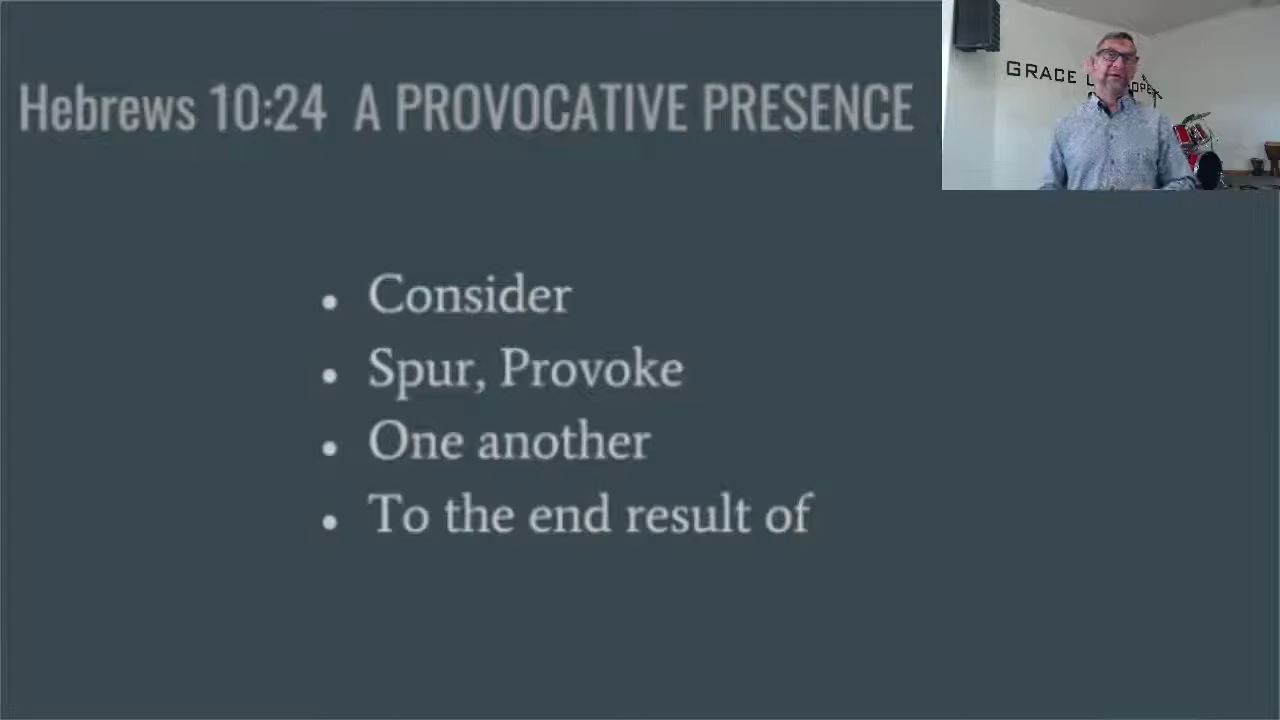 Hebrews 10:24 A PROVOCATIVE PRESENCE
GRACE
• Consider
• Spur, Provoke
• One another
• To the end result of